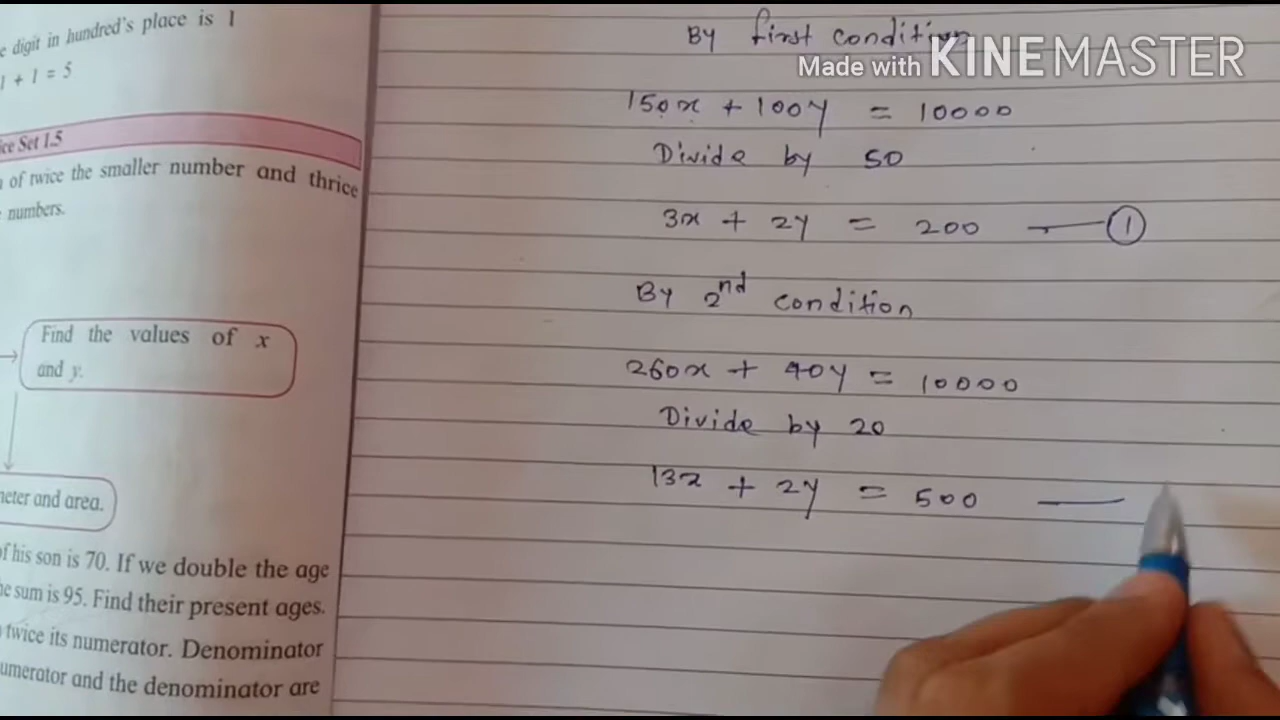 e digit in hundred's place is 1
1 + 1 = 5
ce Set 1.5
of twice the smaller number and thrice
numbers.
Find the values of x
and y.
meter and area.
of his son is 70. If we double the age
he sum is 95. Find their present ages.
twice its numerator. Denominator
umerator and the denominator are
By first condition
Made with KINEMASTER
150x + 100y = 10000
Divide by 50
3x + 2y = 200 — 1
By 2nd condition
260x + 40y = 10000
Divide by 20
13x + 2y = 500 —